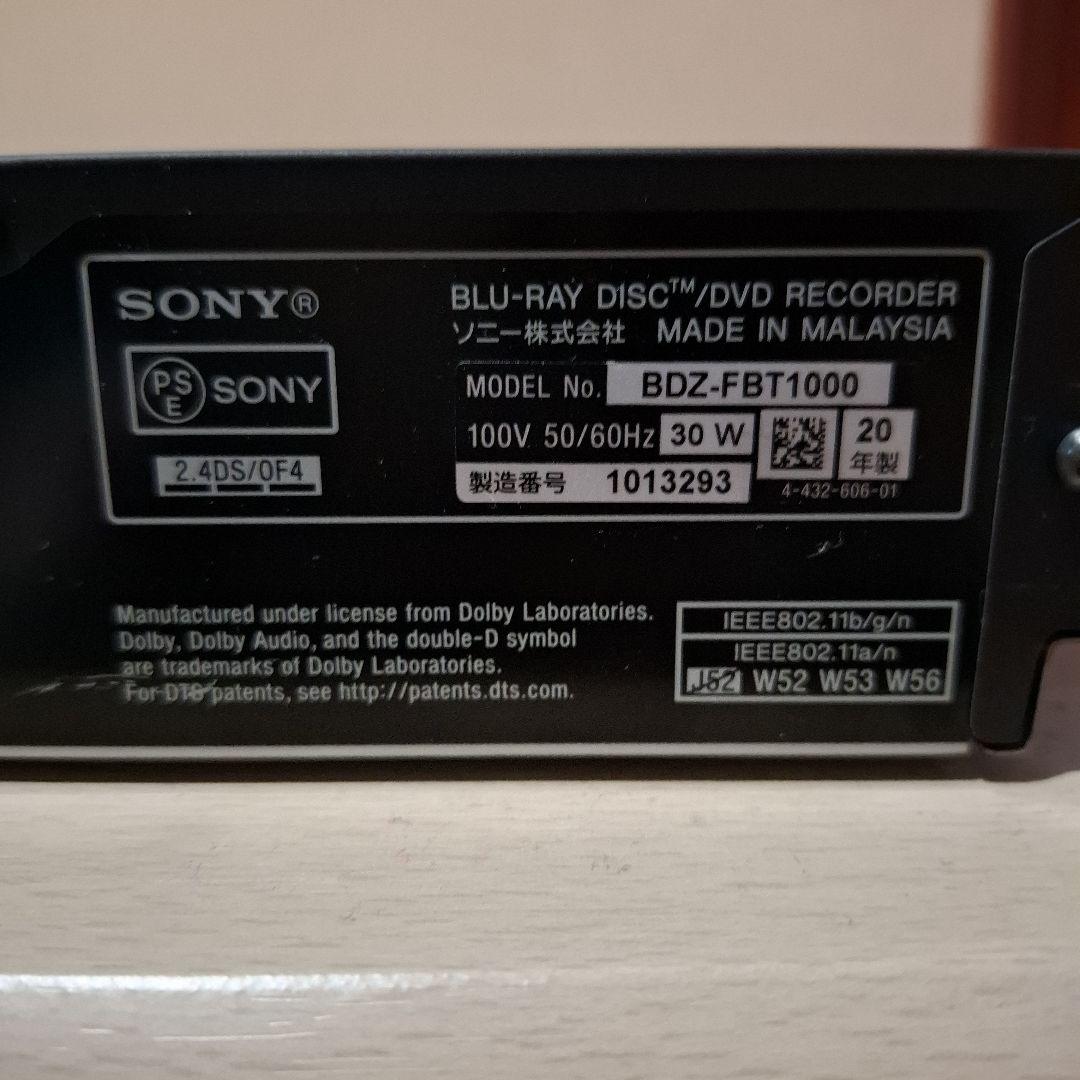 SONY®
PSE SONY
2.4DS/OF4
BLU-RAY DISC™/DVD RECORDER
ソニー株式会社 MADE IN MALAYSIA
MODEL No. BDZ-FBT1000
100V 50/60Hz 30 W
20
年製
製造番号 1013293
4-432-606-01
Manufactured under license from Dolby Laboratories.
Dolby, Dolby Audio, and the double-D symbol
are trademarks of Dolby Laboratories.
For DTS patents, see http://patents.dts.com.
IEEE802.11b/g/n
IEEE802.11a/n
J52 W52 W53 W56